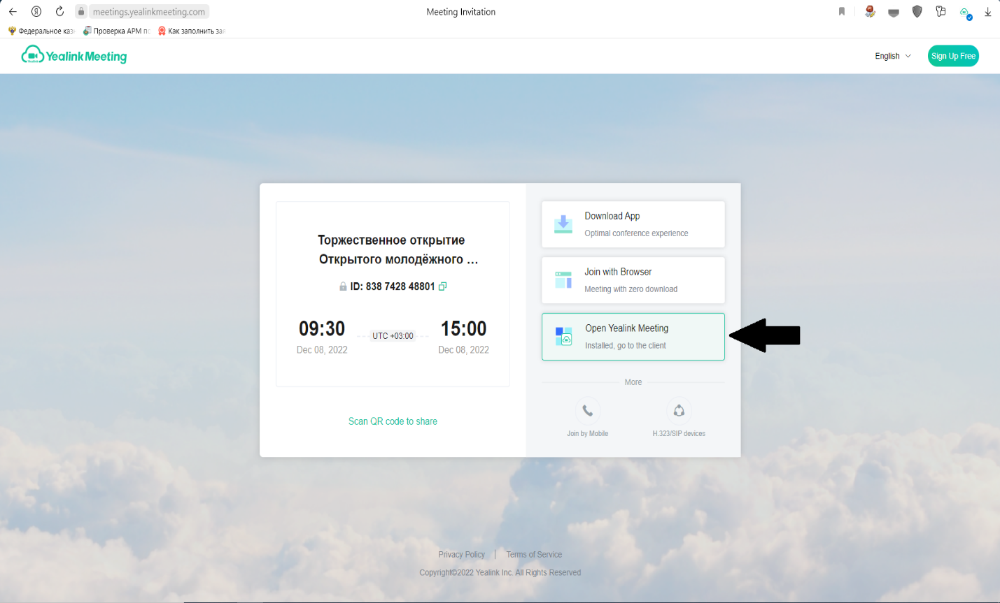 meetings.yealinkmeeting.com
Meeting Invitation
Федеральное каз
Проверка АРМ по
Как заполнить зая
Yealink Meeting
English
Sign Up Free
Торжественное открытие
Открытого молодёжного ...
ID: 838 7428 48801
09:30
UTC +03:00
15:00
Dec 08, 2022
Dec 08, 2022
Scan QR code to share
Download App
Optimal conference experience
Join with Browser
Meeting with zero download
Open Yealink Meeting
Installed, go to the client
More
Join by Mobile
H.323/SIP devices
Privacy Policy | Terms of Service
Copyright©2022 Yealink Inc. All Rights Reserved